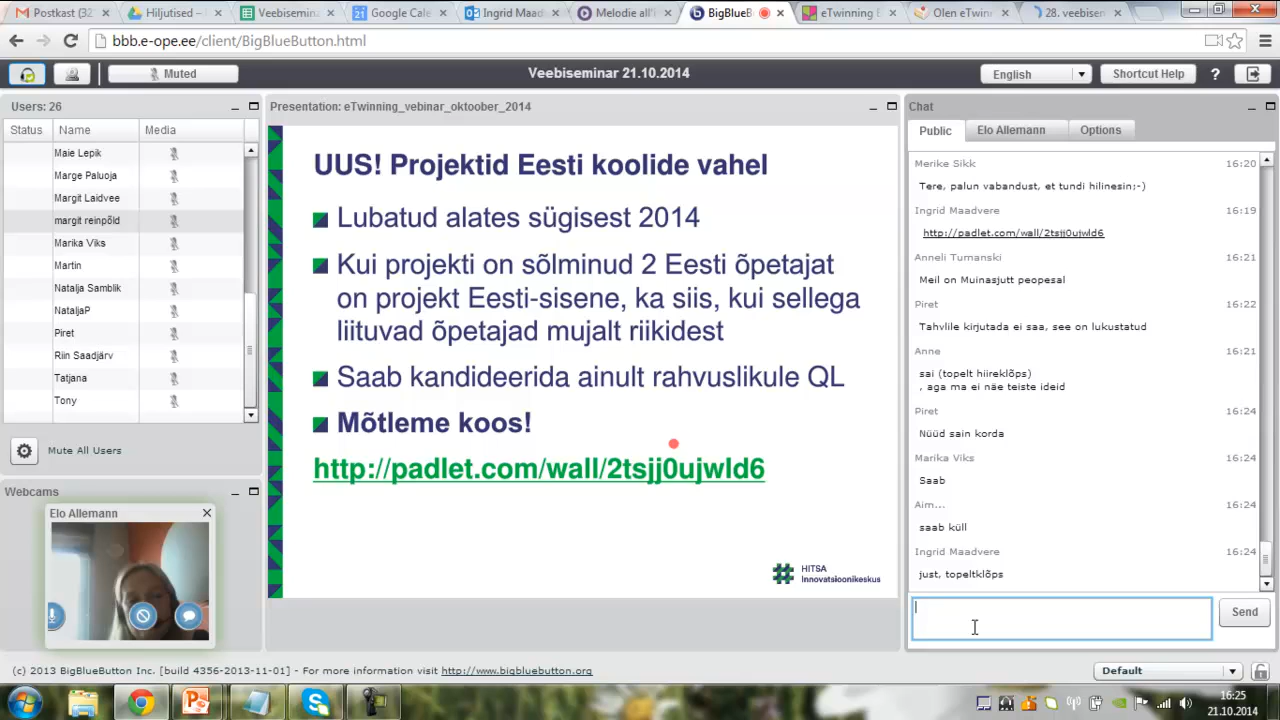 Postkast (32
Hiljutised
Veebisemina
Google Cale
Ingrid Maad
Melodie all'i
BigBlueB
eTwinning E
Olen eTwin
28. veebisen
bbb.e-ope.ee/client/BigBlueButton.html
Muted
Veebiseminar 21.10.2014
English
Shortcut Help
?
Users: 26
Status Name Media
Maie Lepik
Marge Paluoja
Margit Laidvee
margit reinpõld
Marika Viks
Martin
Natalja Samblik
NataljaP
Piret
Riin Saadjärv
Tatjana
Tony
Mute All Users
Webcams
Elo Allemann
Presentation: eTwinning_vebinar_oktoober_2014
UUS! Projektid Eesti koolide vahel
Lubatud alates sügisest 2014
Kui projekti on sõlminud 2 Eesti õpetajat
on projekt Eesti-sisene, ka siis, kui sellega
liituvad õpetajad mujalt riikidest
Saab kandideerida ainult rahvuslikule QL
Mõtleme koos!
http://padlet.com/wall/2tsjj0ujwld6
HITSA
Innovatsioonikeskus
Chat
Public Elo Allemann Options
Merike Sikk 16:20
Tere, palun vabandust, et tundi hilinesin;-)
Ingrid Maadvere 16:19
http://padlet.com/wall/2tsjj0ujwld6
Anneli Tumanski 16:21
Meil on Muinasjutt peopesal
Piret 16:22
Tahvlile kirjutada ei saa, see on lukustatud
Anne 16:21
sai (topelt hiireklõps)
, aga ma ei näe teiste ideid
Piret 16:24
Nüüd sain korda
Marika Viks 16:24
Saab
Aim... 16:24
saab küll
Ingrid Maadvere 16:24
just, topeltklõps
Send
(c) 2013 BigBlueButton Inc. [build 4356-2013-11-01] - For more information visit http://www.bigbluebutton.org
Default
16:25
21.10.2014